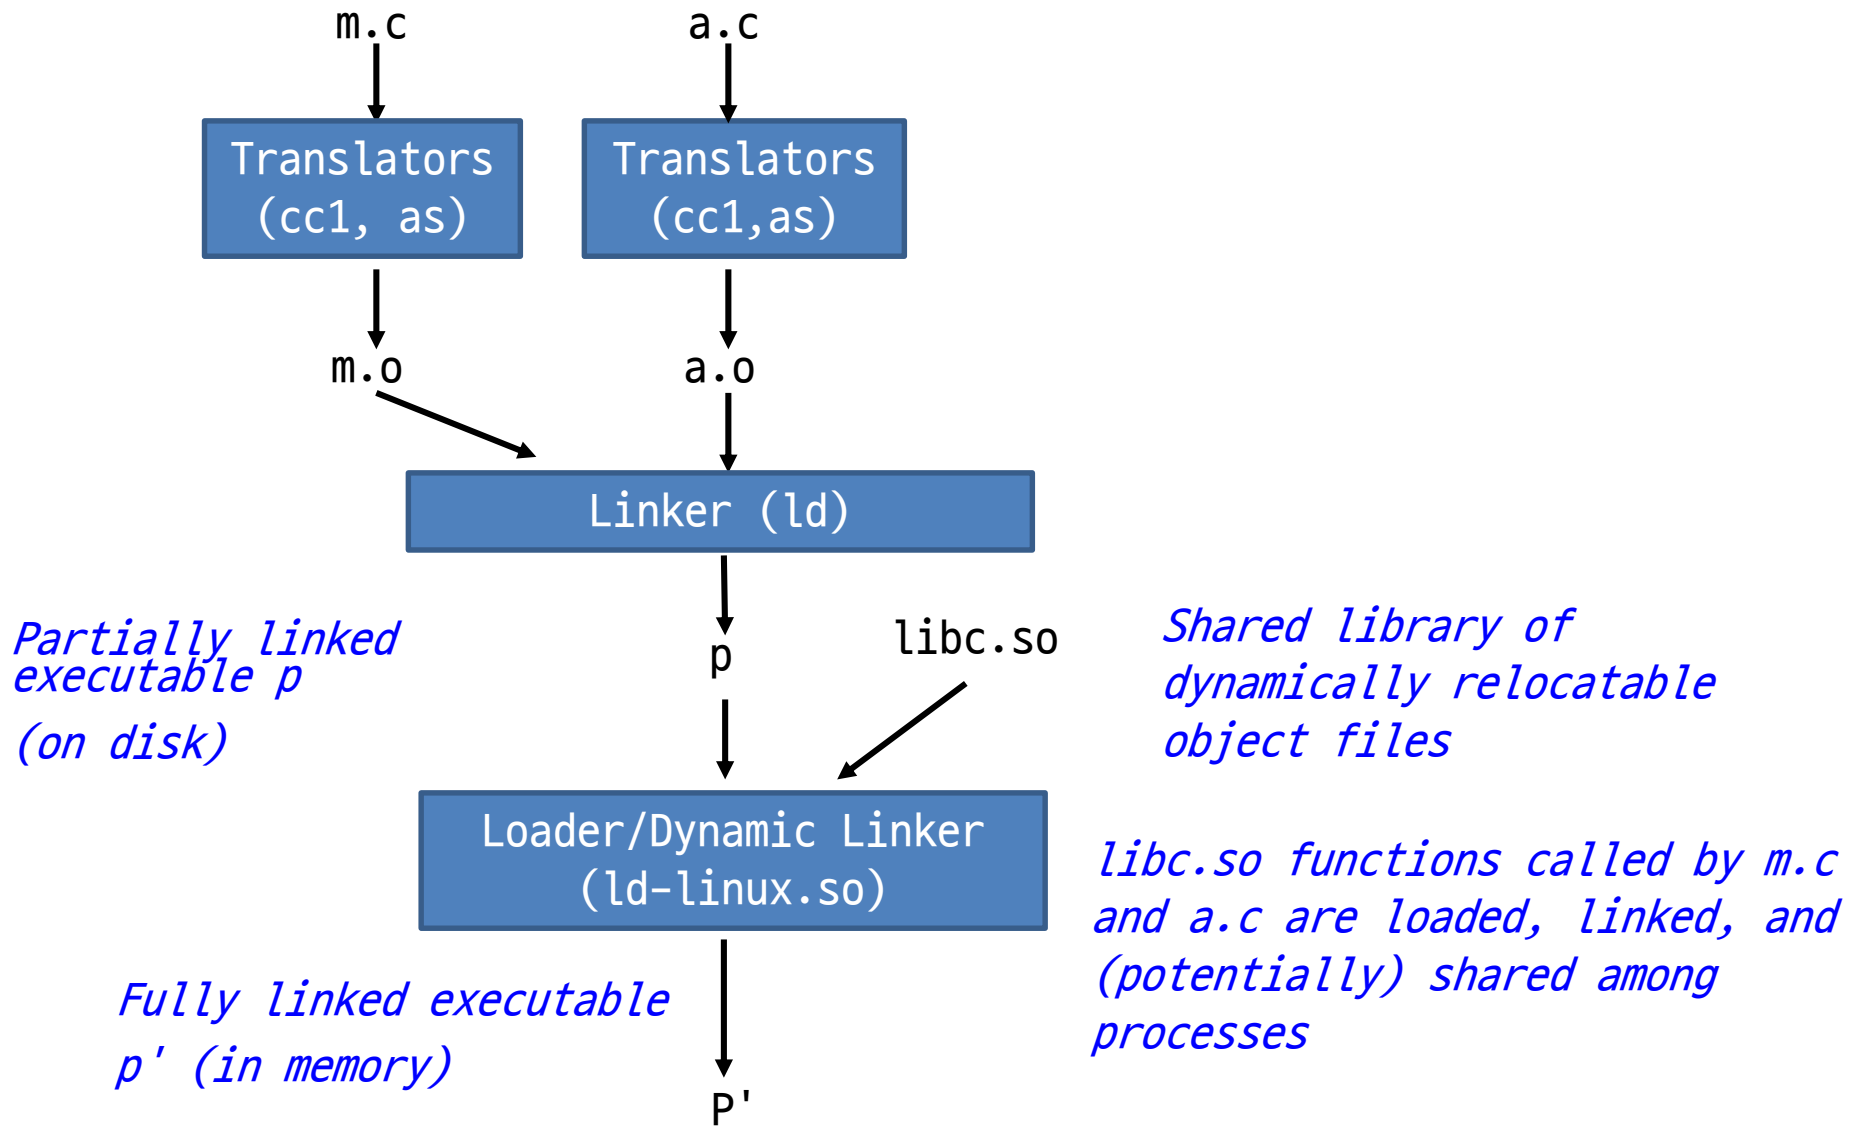 m.c
a.c
Translators
(cc1, as)
Translators
(cc1,as)
m.o
a.o
Linker (ld)
Partially linked
executable p
(on disk)
p
libc.so
Shared library of
dynamically relocatable
object files
Loader/Dynamic Linker
(ld-linux.so)
libc.so functions called by m.c
and a.c are loaded, linked, and
(potentially) shared among
processes
Fully linked executable
p' (in memory)
P'